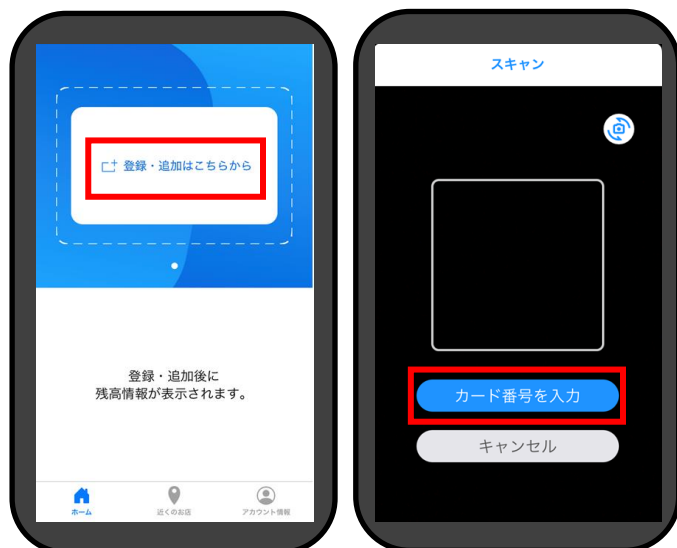 登録・追加はこちらから
登録・追加後に
残高情報が表示されます。
ホーム
近くのお店
アカウント情報
スキャン
カード番号を入力
キャンセル